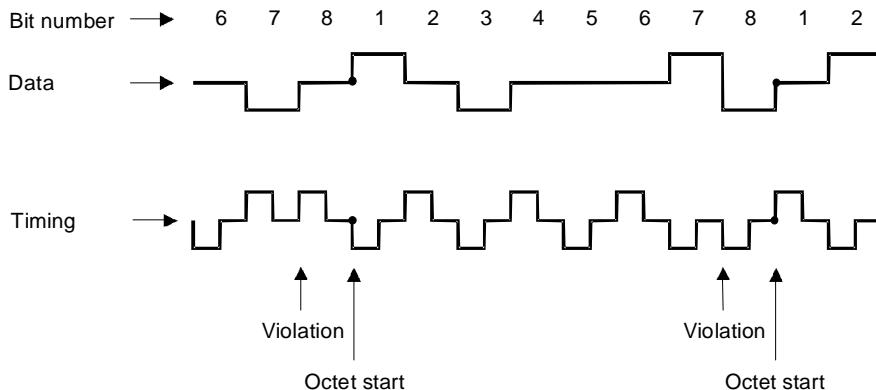 Bit number 6 7 8 1 2 3 4 5 6 7 8 1 2
Data
Timing
Violation Violation
Octet start Octet start